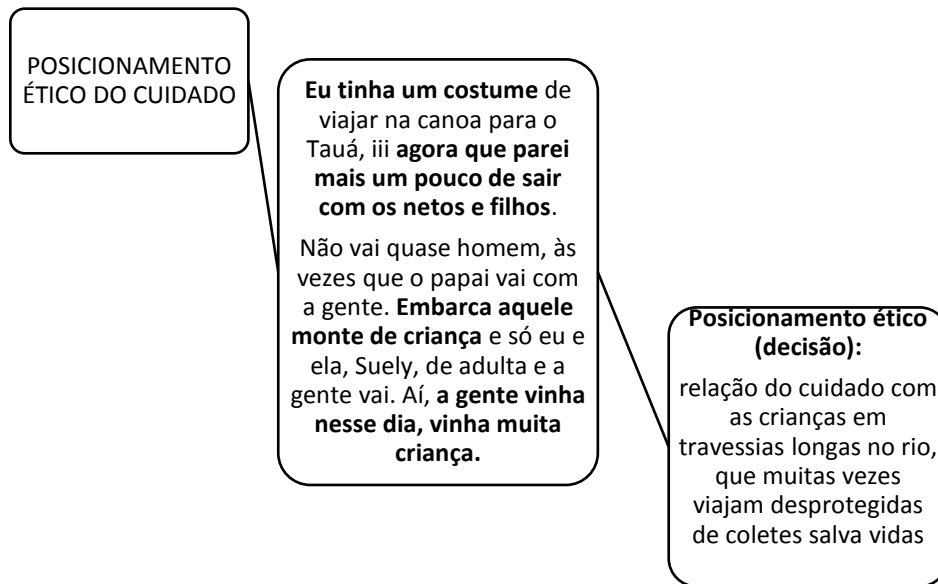 POSICIONAMENTO
ÉTICO DO CUIDADO
Eu tinha um costume de
viajar na canoa para o
Tauá, iii agora que parei
mais um pouco de sair
com os netos e filhos.
Não vai quase homem, às
vezes que o papai vai com
a gente. Embarca aquele
monte de criança e só eu e
ela, Suely, de adulta e a
gente vai. Aí, a gente vinha
nesse dia, vinha muita
criança.
Posicionamento ético
(decisão):
relação do cuidado com
as crianças em
travessias longas no rio,
que muitas vezes
viajam desprotegidas
de coletes salva vidas